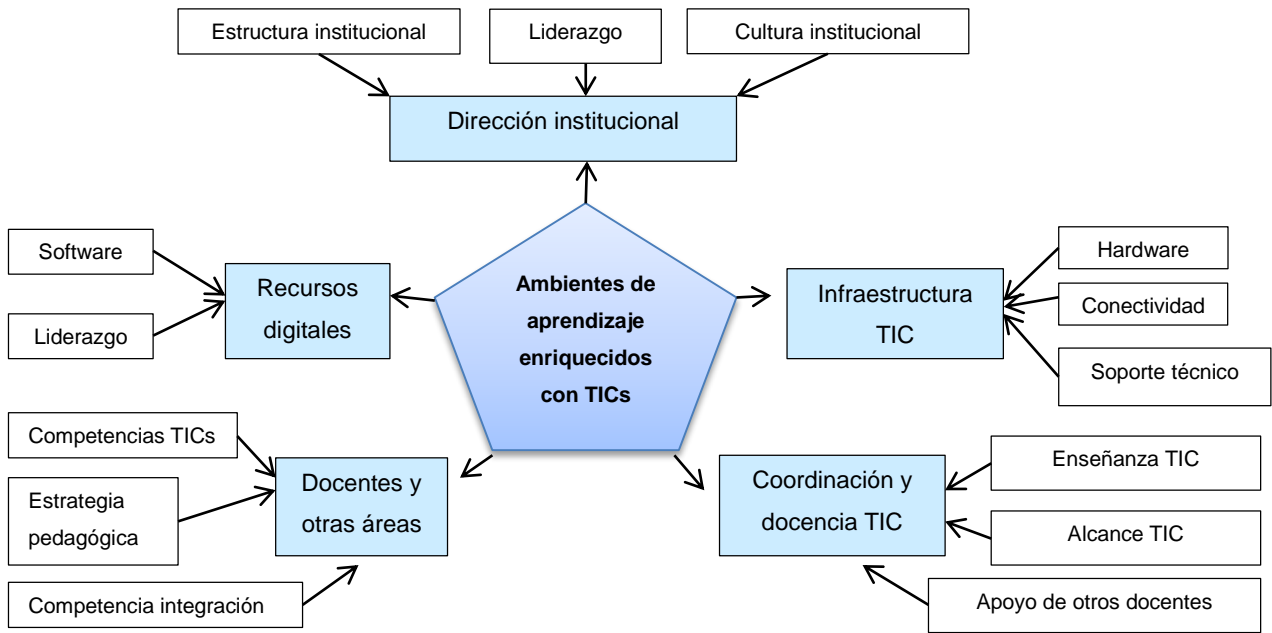 Estructura institucional
Liderazgo
Cultura institucional
Dirección institucional
Software
Liderazgo
Recursos
digitales
Ambientes de
aprendizaje
enriquecidos
con TICs
Infraestructura
TIC
Hardware
Conectividad
Soporte técnico
Competencias TICs
Estrategia
pedagógica
Competencia integración
Docentes y
otras áreas
Coordinación y
docencia TIC
Enseñanza TIC
Alcance TIC
Apoyo de otros docentes